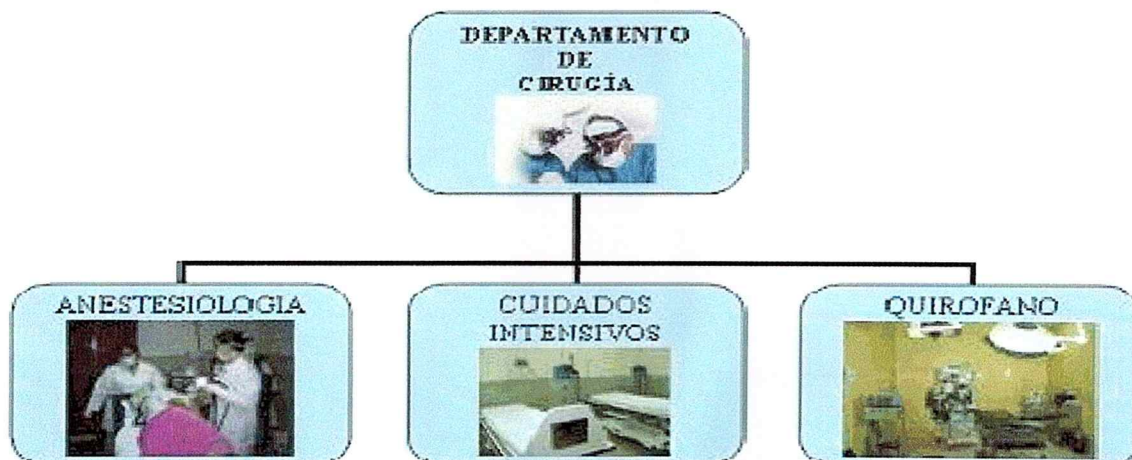 DEPARTAMENTO
DE
CIRUGÍA
ANESTESIOLOGIA
CUIDADOS
INTENSIVOS
QUIROFANO